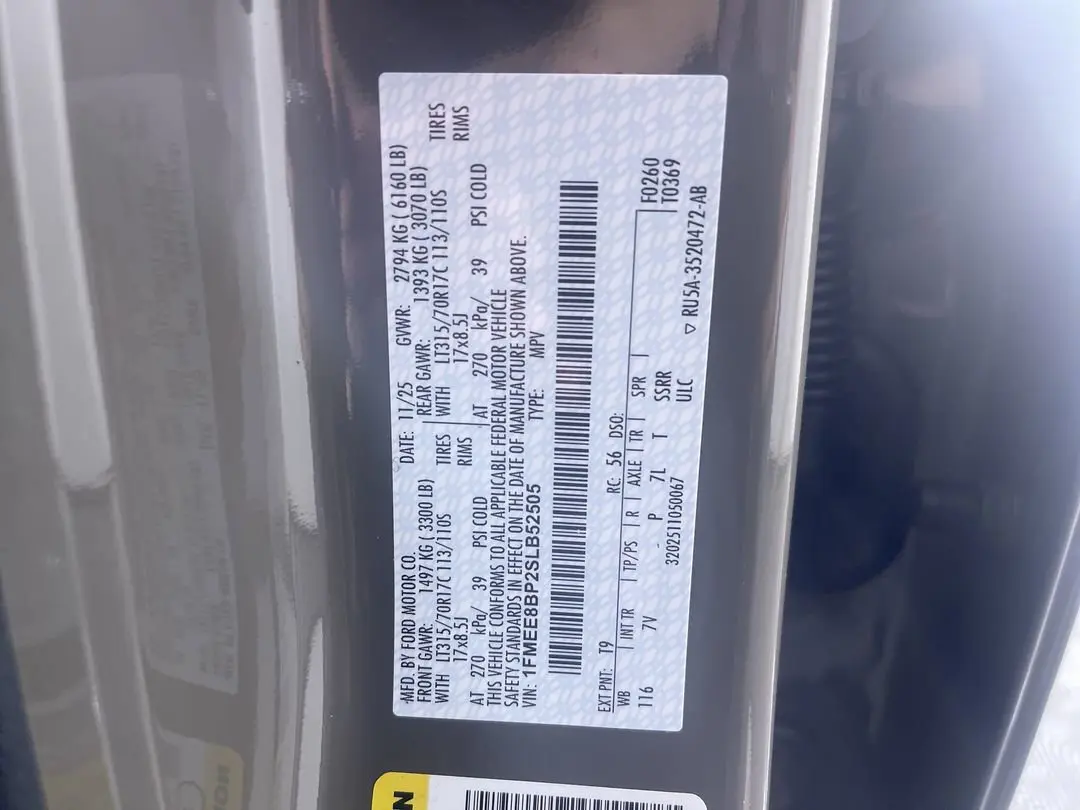 MFD. BY FORD MOTOR CO.
DATE: 11/25 GVWR: 2794 KG ( 6160 LB)
FRONT GAWR: 1497 KG ( 3300 LB) REAR GAWR: 1393 KG ( 3070 LB)
WITH LT315/70R17C 113/110S TIRES WITH LT315/70R17C 113/110S TIRES
17x8.5J RIMS 17x8.5J RIMS
AT 270 kPa/ 39 PSI COLD AT 270 kPa/ 39 PSI COLD
THIS VEHICLE CONFORMS TO ALL APPLICABLE FEDERAL MOTOR VEHICLE
SAFETY STANDARDS IN EFFECT ON THE DATE OF MANUFACTURE SHOWN ABOVE.
VIN: 1FMEE8BP2SLB52505 TYPE: MPV
EXT PNT: T9 RC: 56 DSO: F0260
WB INT TR TP/PS R AXLE TR SPR T0369
116 7V P 7L T SSRR
3202511050067 ULC ▽ RU5A-3520472-AB
N